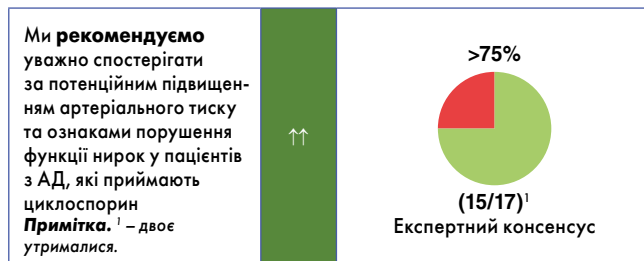 Ми рекомендуємо
уважно спостерігати
за потенційним підвищен-
ням артеріального тиску
та ознаками порушення
функції нирок у пацієнтів
з АД, які приймають
циклоспорин
Примітка. ¹ – двоє
утрималися.
↑↑
>75%
(15/17)¹
Експертний консенсус